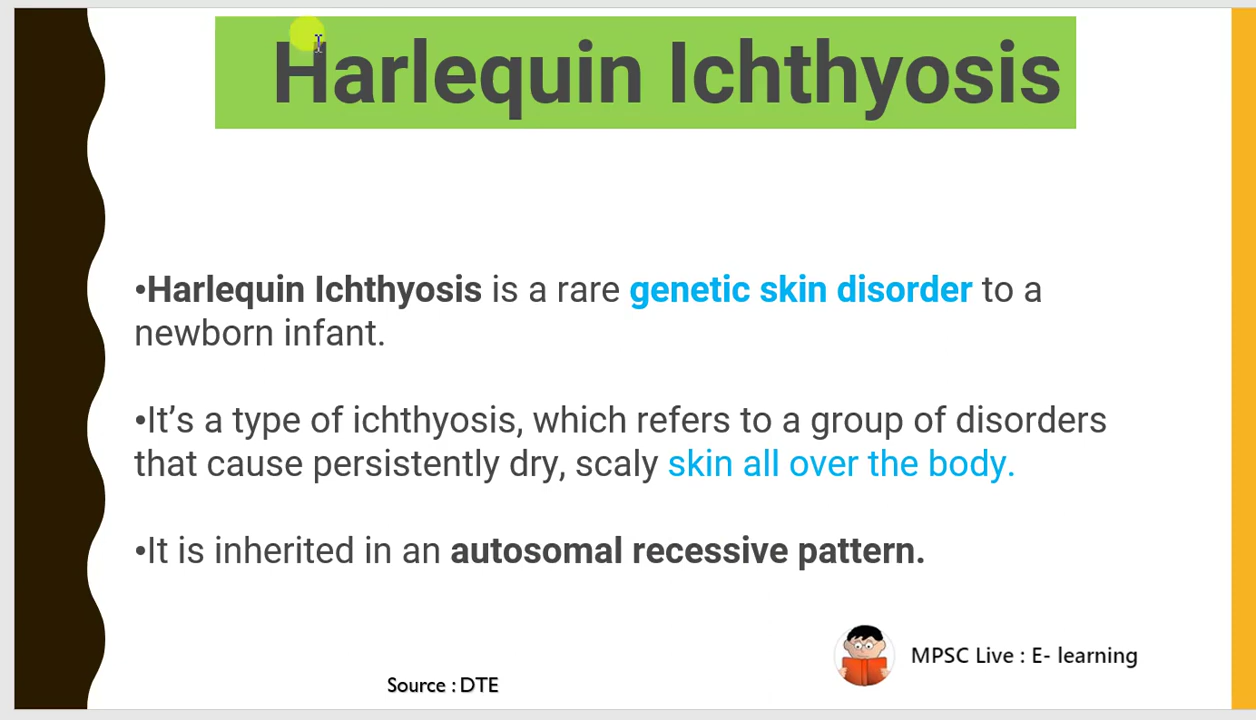 Harlequin Ichthyosis
•Harlequin Ichthyosis is a rare genetic skin disorder to a
newborn infant.
•It’s a type of ichthyosis, which refers to a group of disorders
that cause persistently dry, scaly skin all over the body.
•It is inherited in an autosomal recessive pattern.
MPSC Live : E- learning
Source : DTE